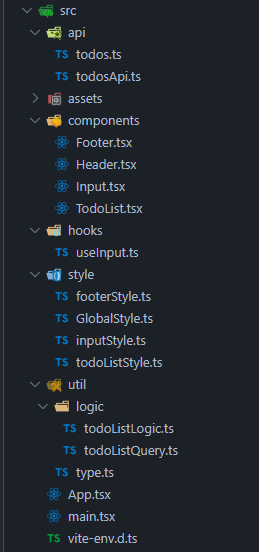 src
api
TS todos.ts
TS todosApi.ts
assets
components
Footer.tsx
Header.tsx
Input.tsx
TodoList.tsx
hooks
TS useInput.ts
style
TS footerStyle.ts
TS GlobalStyle.ts
TS inputStyle.ts
TS todoListStyle.ts
util
logic
TS todoListLogic.ts
TS todoListQuery.ts
TS type.ts
App.tsx
main.tsx
TS vite-env.d.ts